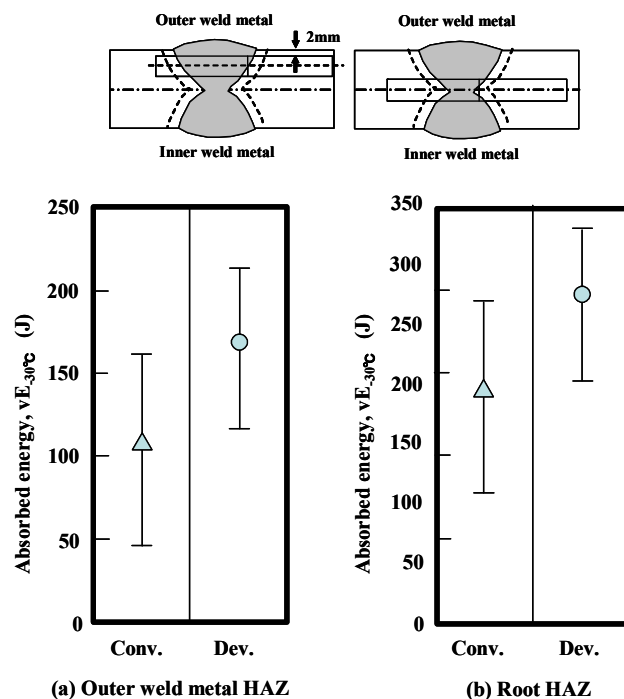 Outer weld metal
2mm
Inner weld metal
Outer weld metal
Inner weld metal
Absorbed energy, vE-30℃ (J)
250
200
150
100
50
0
Conv. Dev.
(a) Outer weld metal HAZ
Absorbed energy, vE-30℃ (J)
350
300
250
200
150
100
50
0
Conv. Dev.
(b) Root HAZ